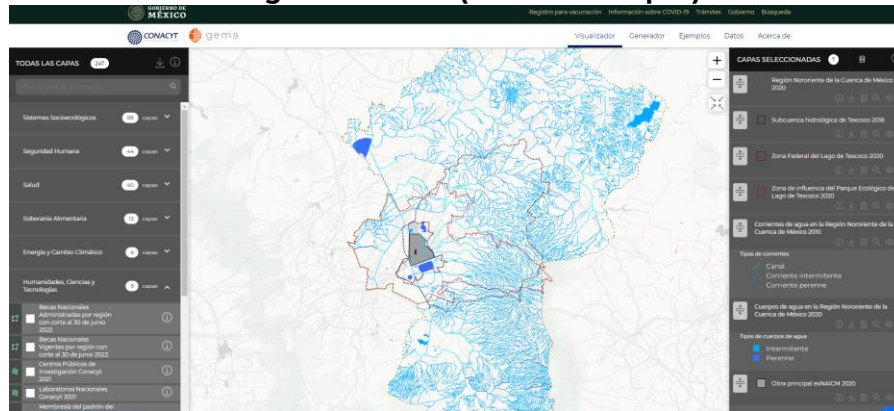 GOBIERNO DE
MÉXICO
Registro para vacunación Información sobre COVID-19 Trámites Gobierno Búsqueda
CONACYT gema
Visualizador Generador Ejemplos Datos Acerca de
TODAS LAS CAPAS 247
Sistemas Socioecológicos 88 capas
Seguridad Humana 44 capas
Salud 40 capas
Soberanía Alimentaria 13 capas
Energía y Cambio Climático 4 capas
Humanidades, Ciencias y
Tecnologías capas
Becas Nacionales
Administradas por región
con corte al 30 de junio
2022
Becas Nacionales
Vigentes por región con
corte al 30 de junio 2022
Centros Públicos de
Investigación Conacyt
2021
Laboratorios Nacionales
Conacyt 2021
Membresía del padrón del
+
−
CAPAS SELECCIONADAS 7
Región Nororiente de la Cuenca de México
2020
Subcuenca hidrológica de Texcoco 2018
Zona Federal del Lago de Texcoco 2020
Zona de influencia del Parque Ecológico de
Lago de Texcoco 2020
Corrientes de agua en la Región Nororiente de la
Cuenca de México 2010
Tipos de corrientes
Canal
Corriente intermitente
Corriente perenne
Cuerpos de agua en la Región Nororiente de la
Cuenca de México 2020
Tipos de cuerpos de agua
Intermitente
Perenne
Obra principal exNAICM 2020